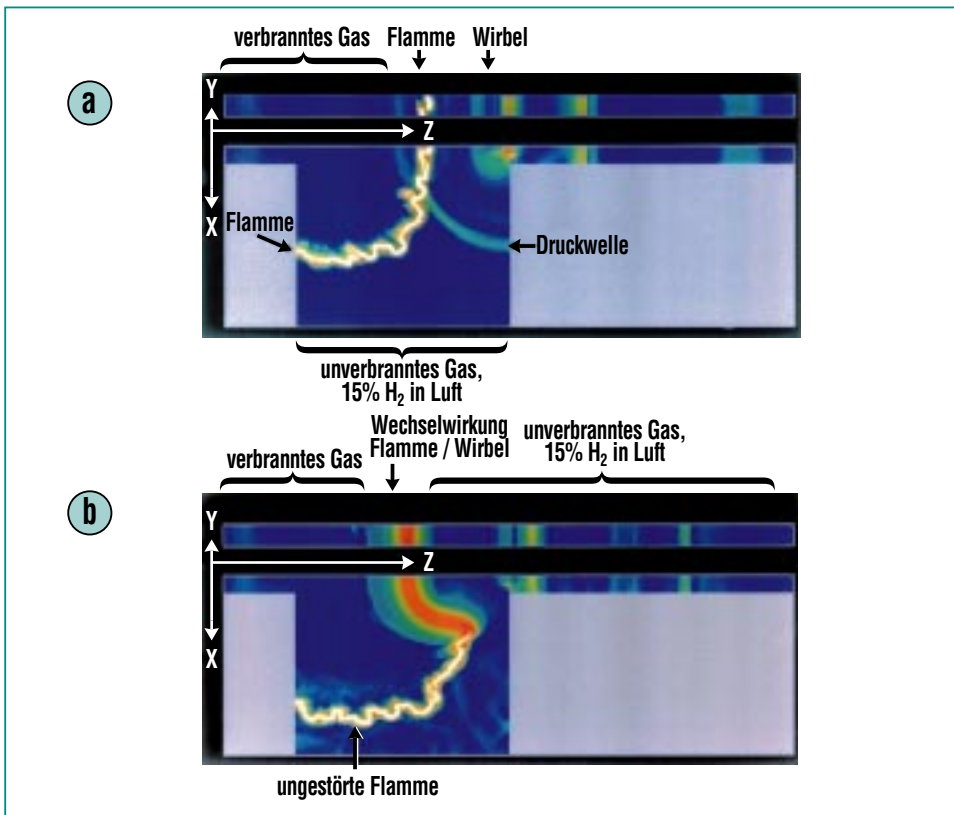 verbranntes Gas Flamme Wirbel
a
Y
Z
X
Flamme
Druckwelle
unverbranntes Gas,
15% H₂ in Luft
Wechselwirkung
Flamme / Wirbel
unverbranntes Gas,
15% H₂ in Luft
verbranntes Gas
b
Y
Z
X
ungestörte Flamme